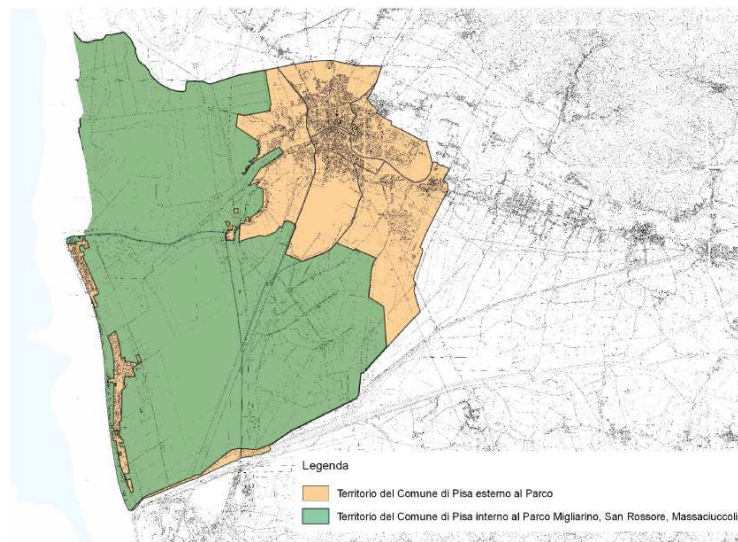 Legenda
Territorio del Comune di Pisa esterno al Parco
Territorio del Comune di Pisa interno al Parco Migliarino, San Rossore, Massaciuccoli